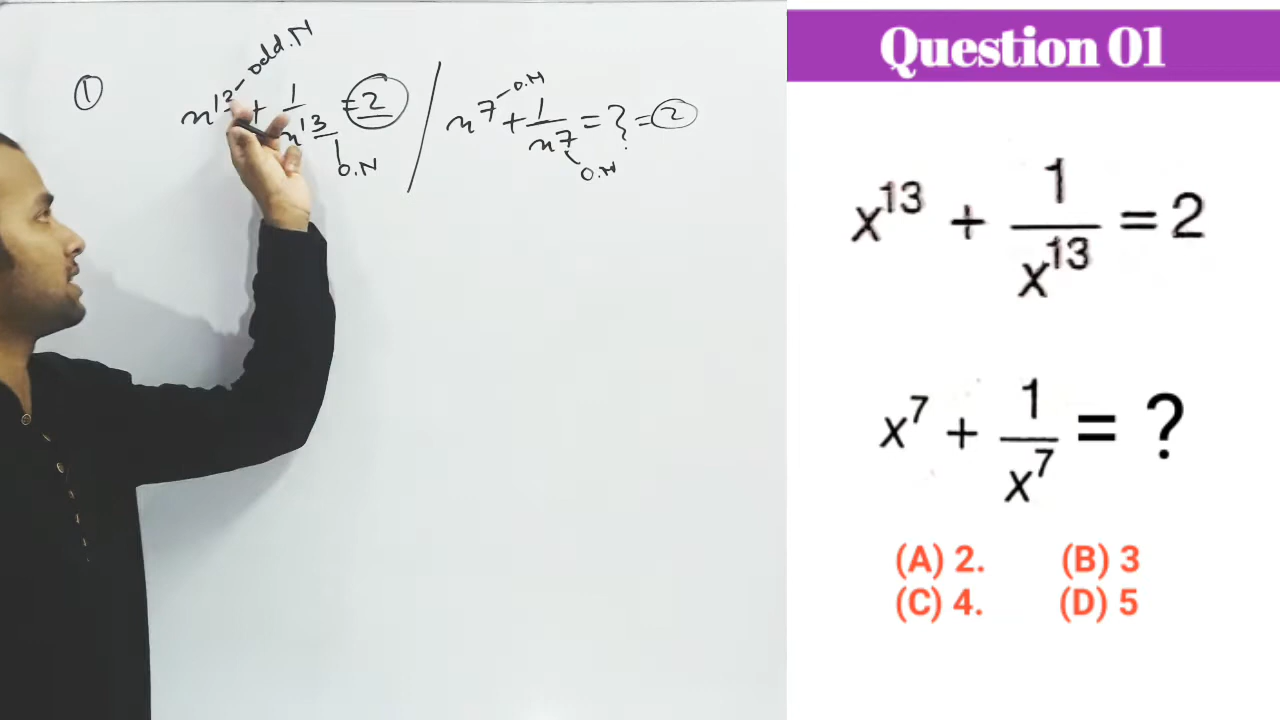 ① x¹³ + 1/x¹³ = 2 / x⁷ + 1/x⁷ = ? = 2
odd.N
O.N
O.N
O.N
Question 01
x¹³ + 1/x¹³ = 2
x⁷ + 1/x⁷ = ?
(A) 2. (B) 3
(C) 4. (D) 5